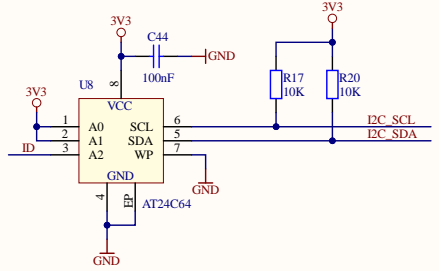 3V3
3V3
C44
GND
100nF
3V3
U8
8
VCC
R17
10K
R20
10K
1
A0
SCL
6
I2C_SCL
2
A1
SDA
5
I2C_SDA
ID
3
A2
WP
7
GND
GND
4
EP
AT24C64
GND